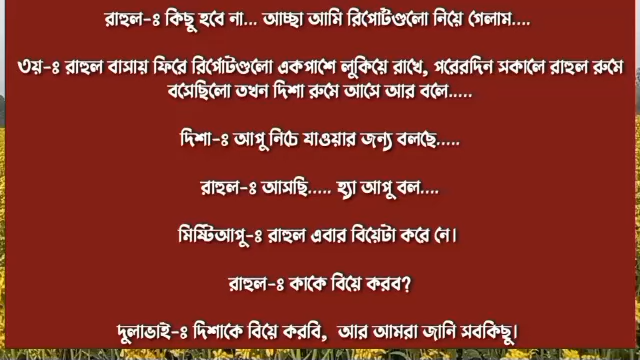 রাহুল-ঃ কিছু হবে না... আচ্ছা আমি রিপোর্টগুলো নিয়ে গেলাম....
৩য়-ঃ রাহুল বাসায় ফিরে রির্পোটগুলো একপাশে লুকিয়ে রাখে, পরেরদিন সকালে রাহুল রুমে
বসেছিলো তখন দিশা রুমে আসে আর বলে.....
দিশা-ঃ আপু নিচে যাওয়ার জন্য বলছে.....
রাহুল-ঃ আসছি..... হ্যা আপু বল....
মিষ্টিআপু-ঃ রাহুল এবার বিয়েটা করে নে।
রাহুল-ঃ কাকে বিয়ে করব?
দুলাভাই-ঃ দিশাকে বিয়ে করবি, আর আমরা জানি সবকিছু।